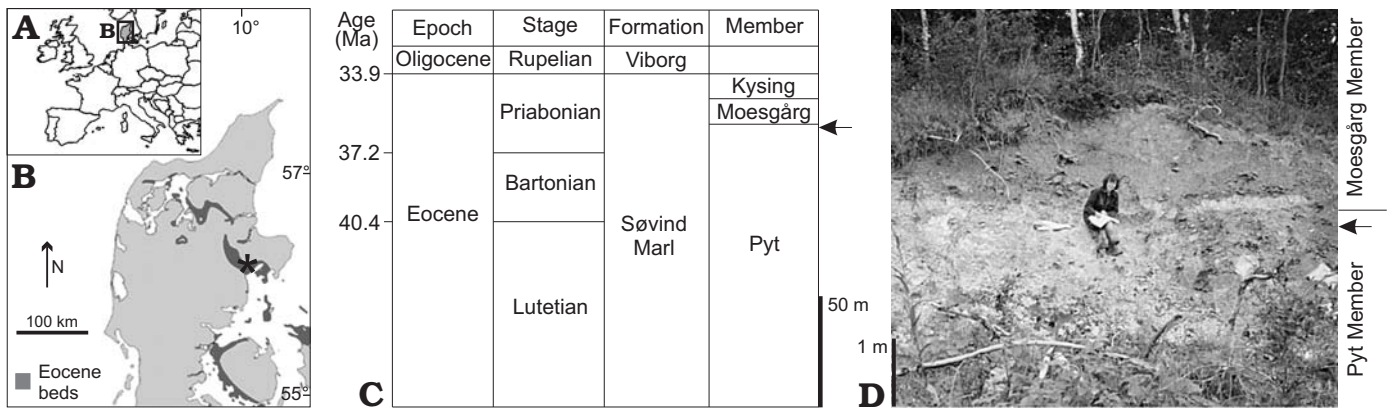 A
B
10°
B
57°
N
100 km
Eocene
beds
55°
Age
(Ma)
Epoch
Stage
Formation
Member
Oligocene
Rupelian
Viborg
33.9
Kysing
Priabonian
Moesgårg
37.2
Bartonian
40.4
Eocene
Søvind
Marl
Pyt
Lutetian
50 m
1 m
C
D
Moesgårg Member
Pyt Member